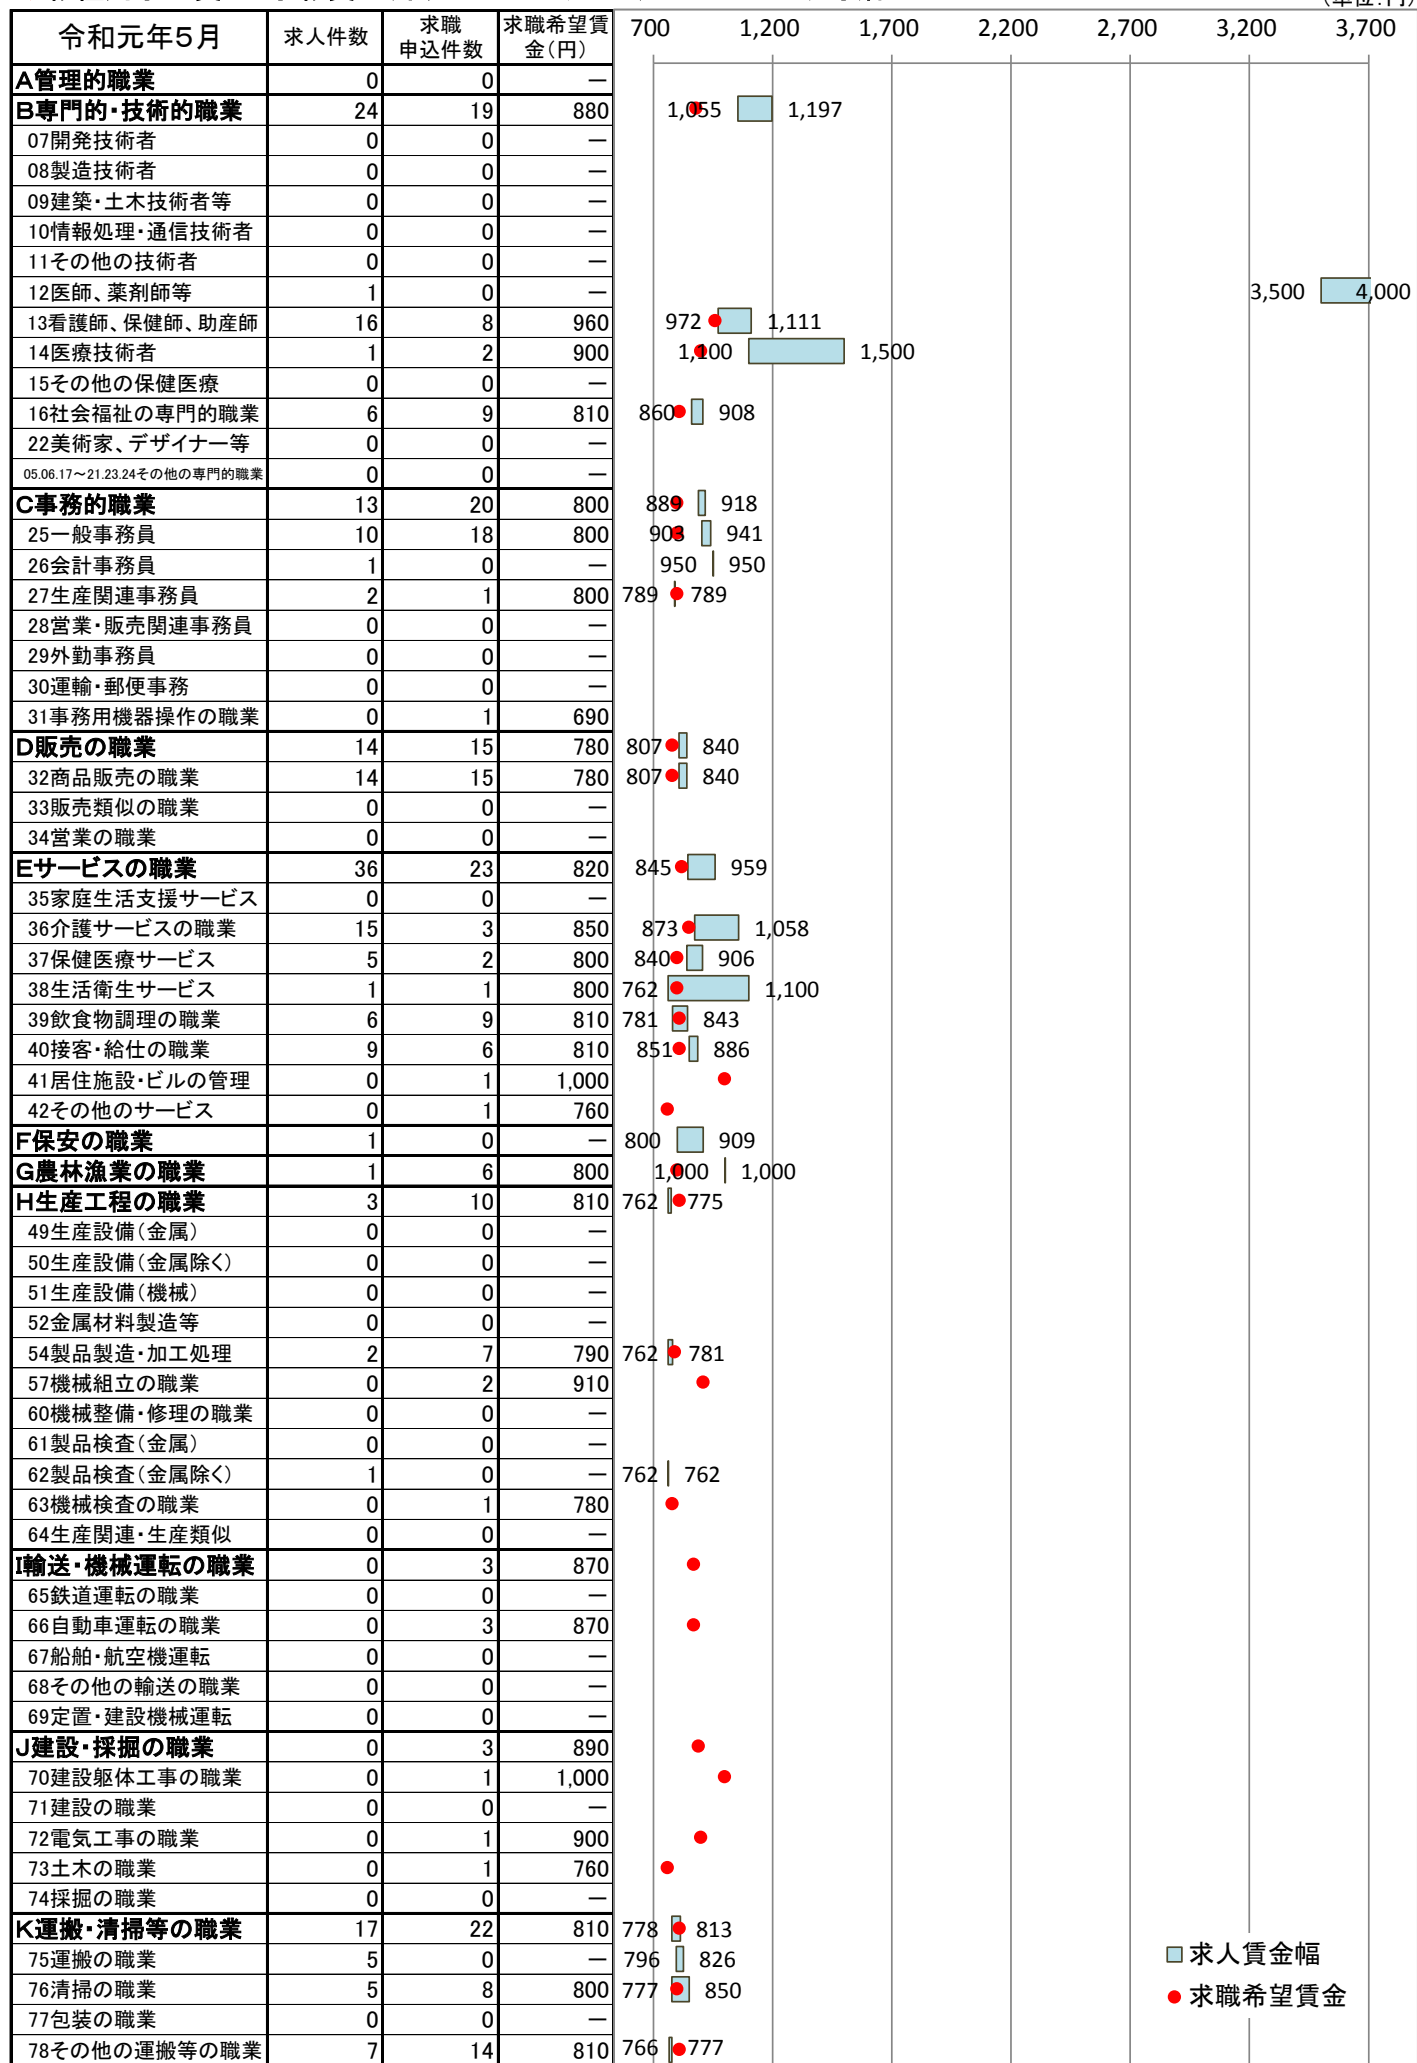 (単位:円)
令和元年5月 求人件数 求職申込件数 求職希望賃金(円) 700 1,200 1,700 2,200 2,700 3,200 3,700
A管理的職業 0 0 ―
B専門的・技術的職業 24 19 880 1,055 1,197
07開発技術者 0 0 ―
08製造技術者 0 0 ―
09建築・土木技術者等 0 0 ―
10情報処理・通信技術者 0 0 ―
11その他の技術者 0 0 ―
12医師、薬剤師等 1 0 ― 3,500 4,000
13看護師、保健師、助産師 16 8 960 972 1,111
14医療技術者 1 2 900 1,100 1,500
15その他の保健医療 0 0 ―
16社会福祉の専門的職業 6 9 810 860 908
22美術家、デザイナー等 0 0 ―
05.06.17～21.23.24その他の専門的職業 0 0 ―
C事務的職業 13 20 800 889 918
25一般事務員 10 18 800 903 941
26会計事務員 1 0 ― 950 950
27生産関連事務員 2 1 800 789 789
28営業・販売関連事務員 0 0 ―
29外勤事務員 0 0 ―
30運輸・郵便事務 0 0 ―
31事務用機器操作の職業 0 1 690
D販売の職業 14 15 780 807 840
32商品販売の職業 14 15 780 807 840
33販売類似の職業 0 0 ―
34営業の職業 0 0 ―
Eサービスの職業 36 23 820 845 959
35家庭生活支援サービス 0 0 ―
36介護サービスの職業 15 3 850 873 1,058
37保健医療サービス 5 2 800 840 906
38生活衛生サービス 1 1 800 762 1,100
39飲食物調理の職業 6 9 810 781 843
40接客・給仕の職業 9 6 810 851 886
41居住施設・ビルの管理 0 1 1,000
42その他のサービス 0 1 760
F保安の職業 1 0 ― 800 909
G農林漁業の職業 1 6 800 1,000 1,000
H生産工程の職業 3 10 810 762 775
49生産設備(金属) 0 0 ―
50生産設備(金属除く) 0 0 ―
51生産設備(機械) 0 0 ―
52金属材料製造等 0 0 ―
54製品製造・加工処理 2 7 790 762 781
57機械組立の職業 0 2 910
60機械整備・修理の職業 0 0 ―
61製品検査(金属) 0 0 ―
62製品検査(金属除く) 1 0 ― 762 762
63機械検査の職業 0 1 780
64生産関連・生産類似 0 0 ―
I輸送・機械運転の職業 0 3 870
65鉄道運転の職業 0 0 ―
66自動車運転の職業 0 3 870
67船舶・航空機運転 0 0 ―
68その他の輸送の職業 0 0 ―
69定置・建設機械運転 0 0 ―
J建設・採掘の職業 0 3 890
70建設躯体工事の職業 0 1 1,000
71建設の職業 0 0 ―
72電気工事の職業 0 1 900
73土木の職業 0 1 760
74採掘の職業 0 0 ―
K運搬・清掃等の職業 17 22 810 778 813
75運搬の職業 5 0 ― 796 826
76清掃の職業 5 8 800 777 850
77包装の職業 0 0 ―
78その他の運搬等の職業 7 14 810 766 777
求人賃金幅
求職希望賃金